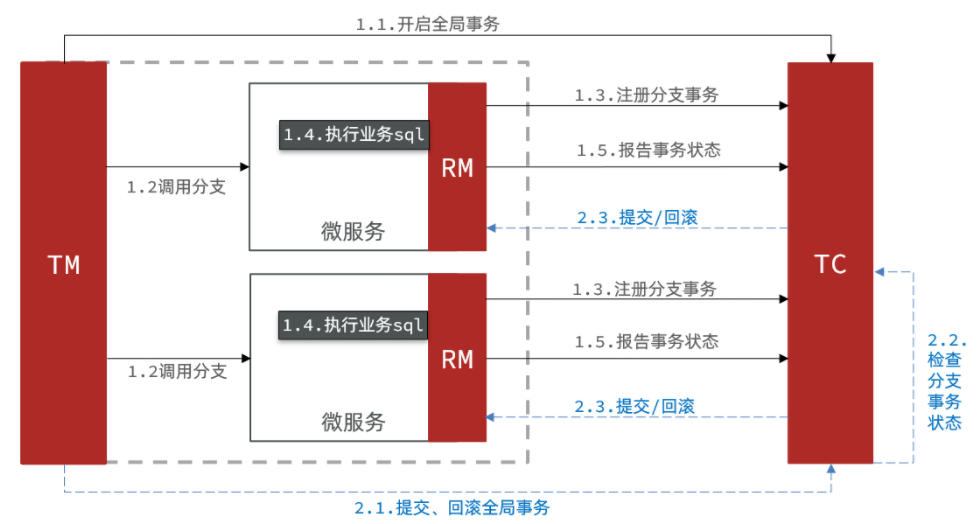 1.1.开启全局事务
1.3.注册分支事务
1.4.执行业务sql
1.5.报告事务状态
RM
1.2调用分支
2.3.提交/回滚
微服务
TM
TC
1.3.注册分支事务
1.4.执行业务sql
1.5.报告事务状态
RM
1.2调用分支
2.2.
检查
分支
事务
状态
2.3.提交/回滚
微服务
2.1.提交、回滚全局事务